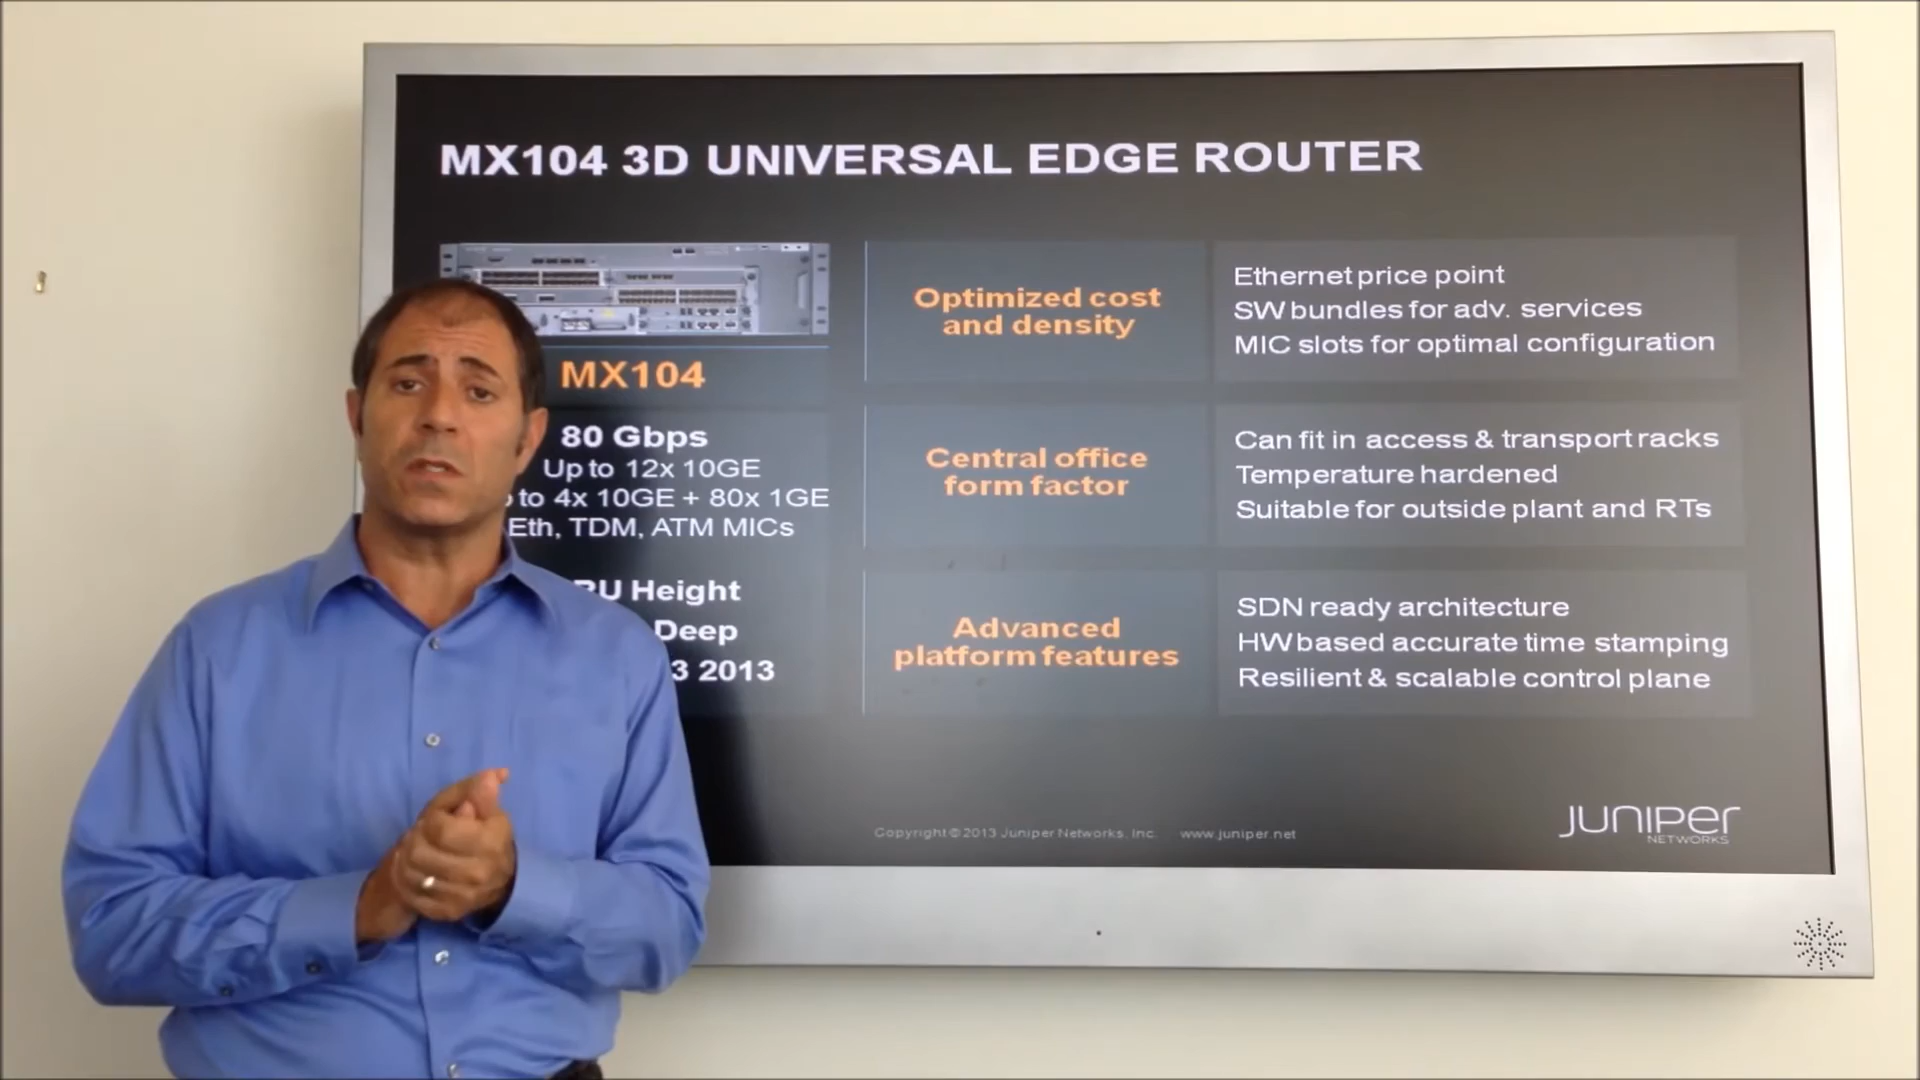 MX104 3D UNIVERSAL EDGE ROUTER
MX104
80 Gbps
Up to 12x 10GE
to 4x 10GE + 80x 1GE
Eth, TDM, ATM MICs
Height
Deep
3 2013
Optimized cost
and density
Ethernet price point
SW bundles for adv. services
MIC slots for optimal configuration
Central office
form factor
Can fit in access & transport racks
Temperature hardened
Suitable for outside plant and RTs
Advanced
platform features
SDN ready architecture
HW based accurate time stamping
Resilient & scalable control plane
Copyright © 2013 Juniper Networks, Inc. www.juniper.net
JUNIPER
NETWORKS